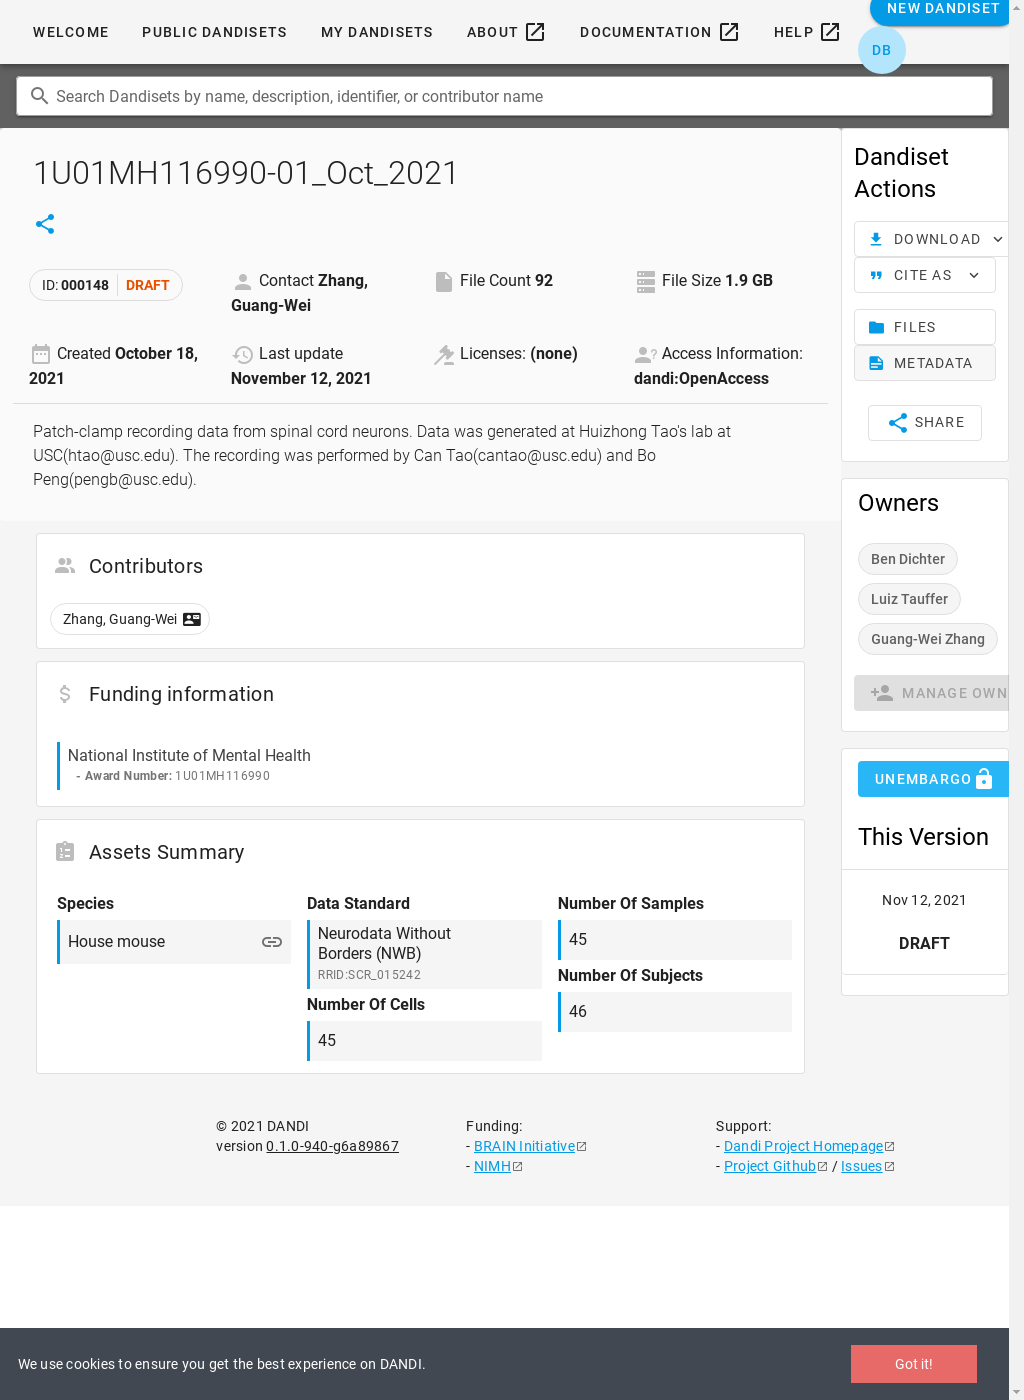 WELCOME
PUBLIC DANDISETS
MY DANDISETS
ABOUT
DOCUMENTATION
HELP
NEW DANDISET
DB
Search Dandisets by name, description, identifier, or contributor name
1U01MH116990-01_Oct_2021
ID: 000148 DRAFT
Contact Zhang,
Guang-Wei
File Count 92
File Size 1.9 GB
Created October 18,
2021
Last update
November 12, 2021
Licenses: (none)
Access Information:
dandi:OpenAccess
Patch-clamp recording data from spinal cord neurons. Data was generated at Huizhong Tao's lab at
USC(htao@usc.edu). The recording was performed by Can Tao(cantao@usc.edu) and Bo
Peng(pengb@usc.edu).
Contributors
Zhang, Guang-Wei
Funding information
National Institute of Mental Health
- Award Number: 1U01MH116990
Assets Summary
Species
House mouse
Data Standard
Neurodata Without
Borders (NWB)
RRID:SCR_015242
Number Of Cells
45
Number Of Samples
45
Number Of Subjects
46
Dandiset
Actions
DOWNLOAD
CITE AS
FILES
METADATA
SHARE
Owners
Ben Dichter
Luiz Tauffer
Guang-Wei Zhang
MANAGE OWN
UNEMBARGO
This Version
Nov 12, 2021
DRAFT
© 2021 DANDI
version 0.1.0-940-g6a89867
Funding:
- BRAIN Initiative
- NIMH
Support:
- Dandi Project Homepage
- Project Github / Issues
We use cookies to ensure you get the best experience on DANDI.
Got it!